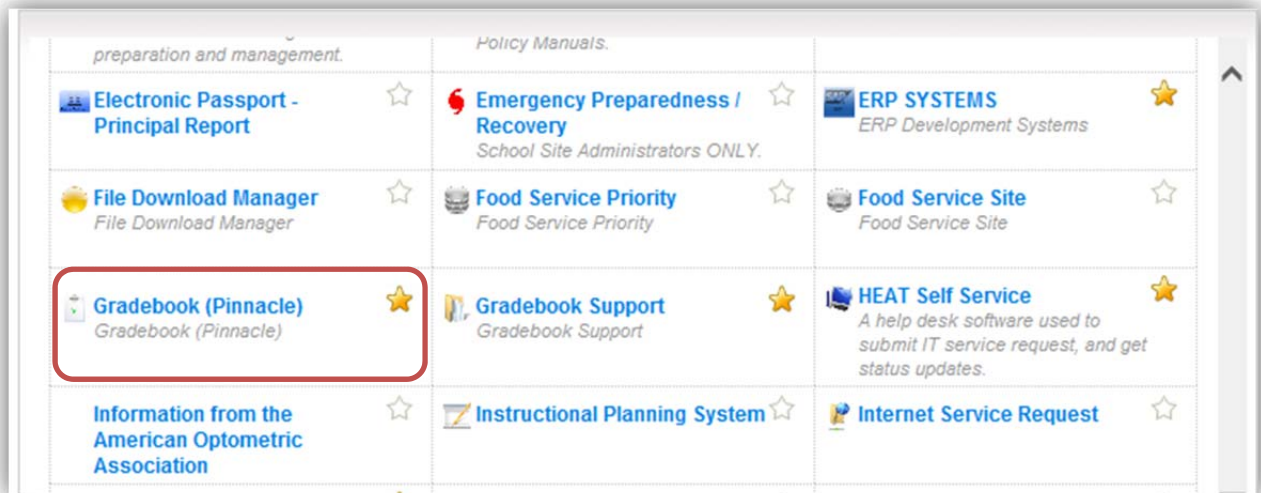 preparation and management.
Policy Manuals.
Electronic Passport -
Principal Report
Emergency Preparedness /
Recovery
School Site Administrators ONLY.
ERP SYSTEMS
ERP Development Systems
File Download Manager
File Download Manager
Food Service Priority
Food Service Priority
Food Service Site
Food Service Site
Gradebook (Pinnacle)
Gradebook (Pinnacle)
Gradebook Support
Gradebook Support
HEAT Self Service
A help desk software used to
submit IT service request, and get
status updates.
Information from the
American Optometric
Association
Instructional Planning System
Internet Service Request